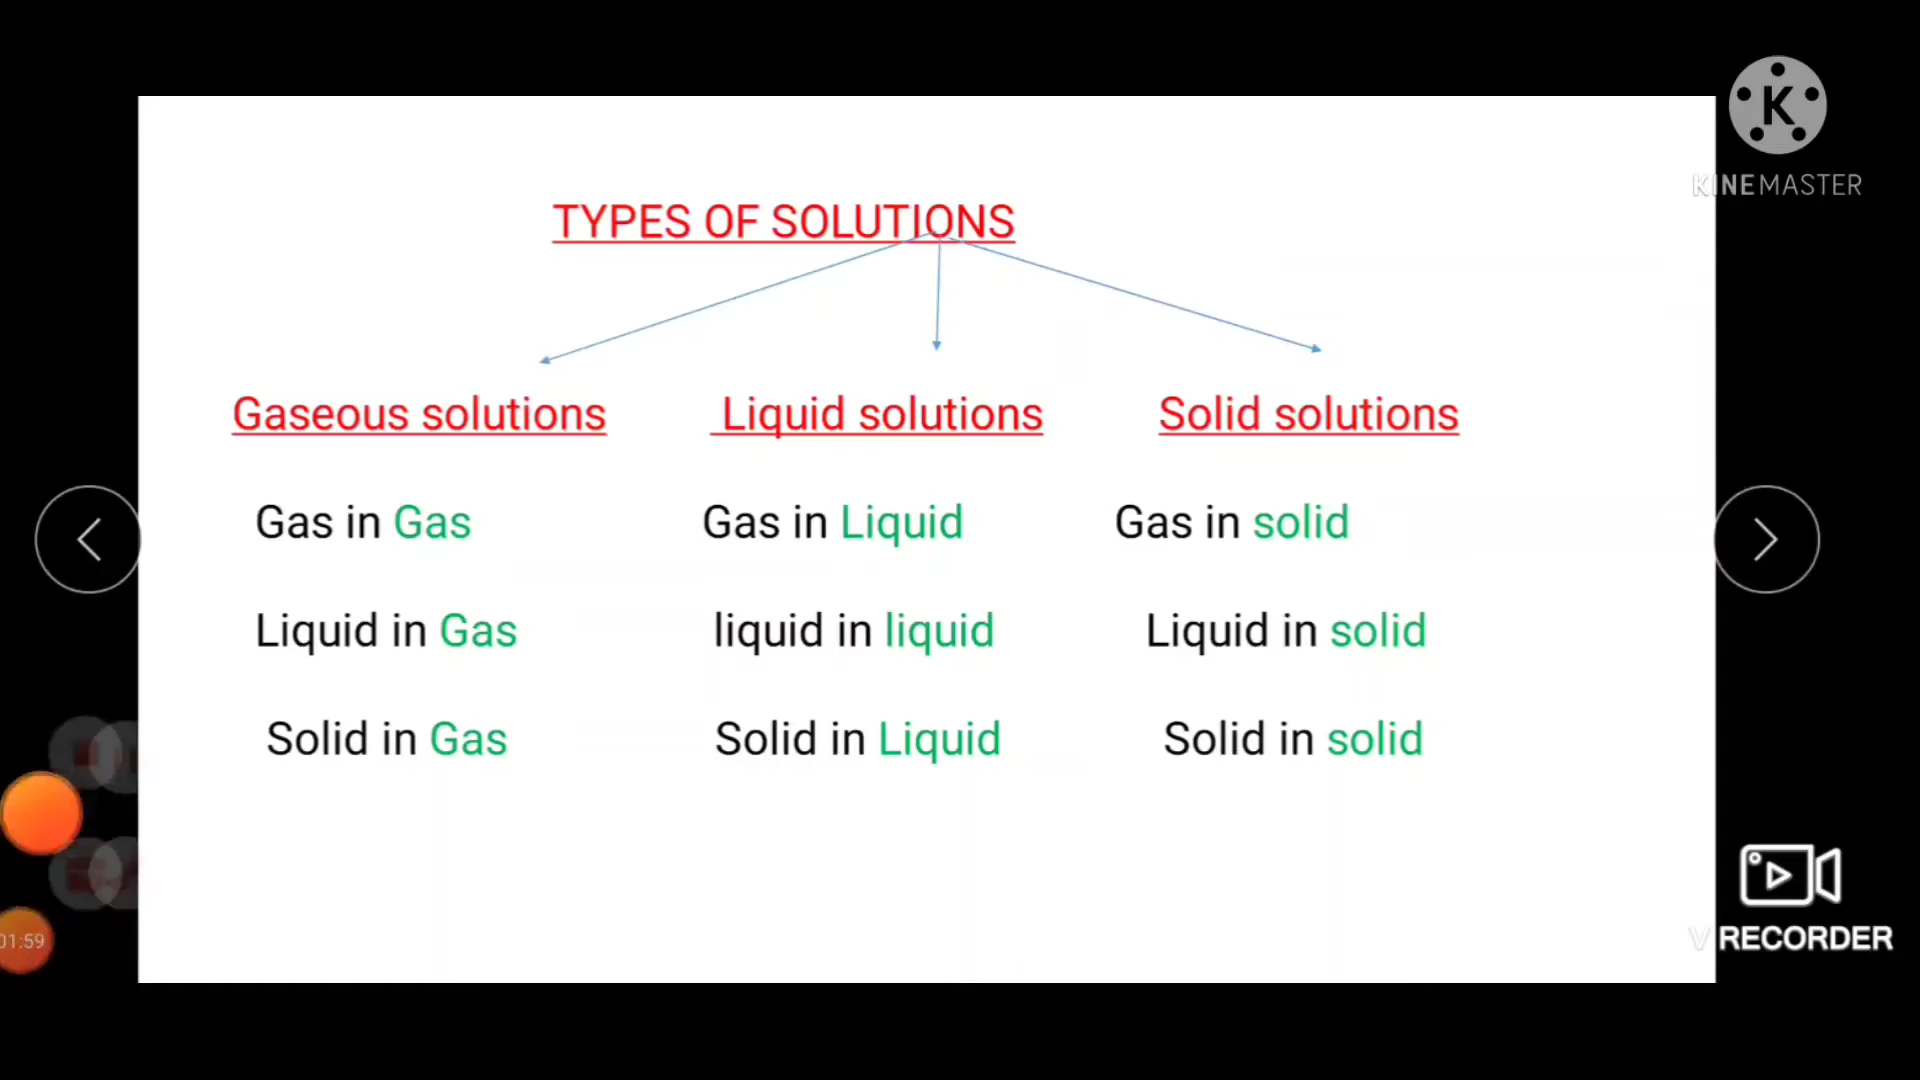 KINEMASTER
TYPES OF SOLUTIONS
Gaseous solutions Liquid solutions Solid solutions
Gas in Gas Gas in Liquid Gas in solid
Liquid in Gas liquid in liquid Liquid in solid
Solid in Gas Solid in Liquid Solid in solid
01:59
V RECORDER